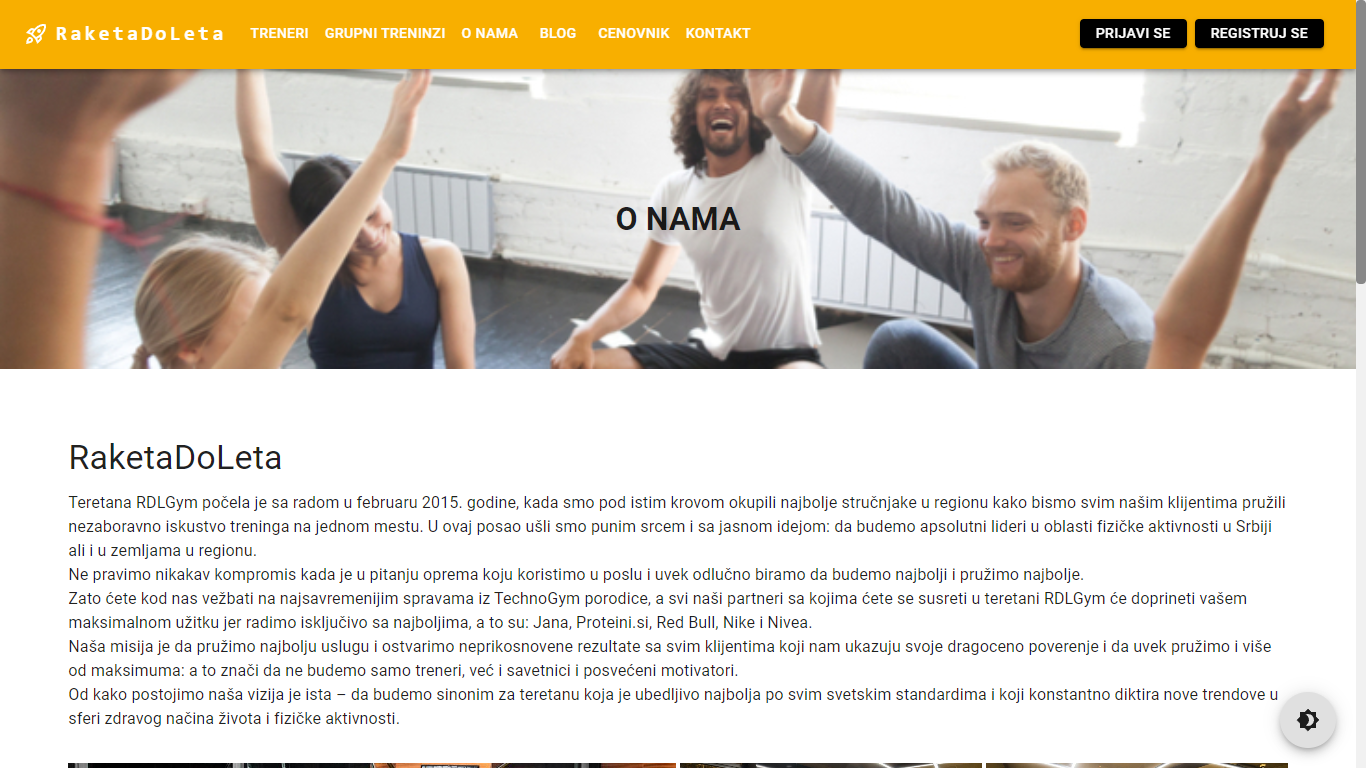 RaketaDoLeta TRENERI GRUPNI TRENINZI O NAMA BLOG CENOVNIK KONTAKT PRIJAVI SE REGISTRUJ SE
O NAMA
RaketaDoLeta
Teretana RDLGym počela je sa radom u februaru 2015. godine, kada smo pod istim krovom okupili najbolje stručnjake u regionu kako bismo svim našim klijentima pružili
nezaboravno iskustvo treninga na jednom mestu. U ovaj posao ušli smo punim srcem i sa jasnom idejom: da budemo apsolutni lideri u oblasti fizičke aktivnosti u Srbiji
ali i u zemljama u regionu.
Ne pravimo nikakav kompromis kada je u pitanju oprema koju koristimo u poslu i uvek odlučno biramo da budemo najbolji i pružimo najbolje.
Zato ćete kod nas vežbati na najsavremenijim spravama iz TechnoGym porodice, a svi naši partneri sa kojima ćete se susreti u teretani RDLGym će doprineti vašem
maksimalnom užitku jer radimo isključivo sa najboljima, a to su: Jana, Proteini.si, Red Bull, Nike i Nivea.
Naša misija je da pružimo najbolju uslugu i ostvarimo neprikosnovene rezultate sa svim klijentima koji nam ukazuju svoje dragoceno poverenje i da uvek pružimo i više
od maksimuma: a to znači da ne budemo samo treneri, već i savetnici i posvećeni motivatori.
Od kako postojimo naša vizija je ista – da budemo sinonim za teretanu koja je ubedljivo najbolja po svim svetskim standardima i koji konstantno diktira nove trendove u
sferi zdravog načina života i fizičke aktivnosti.